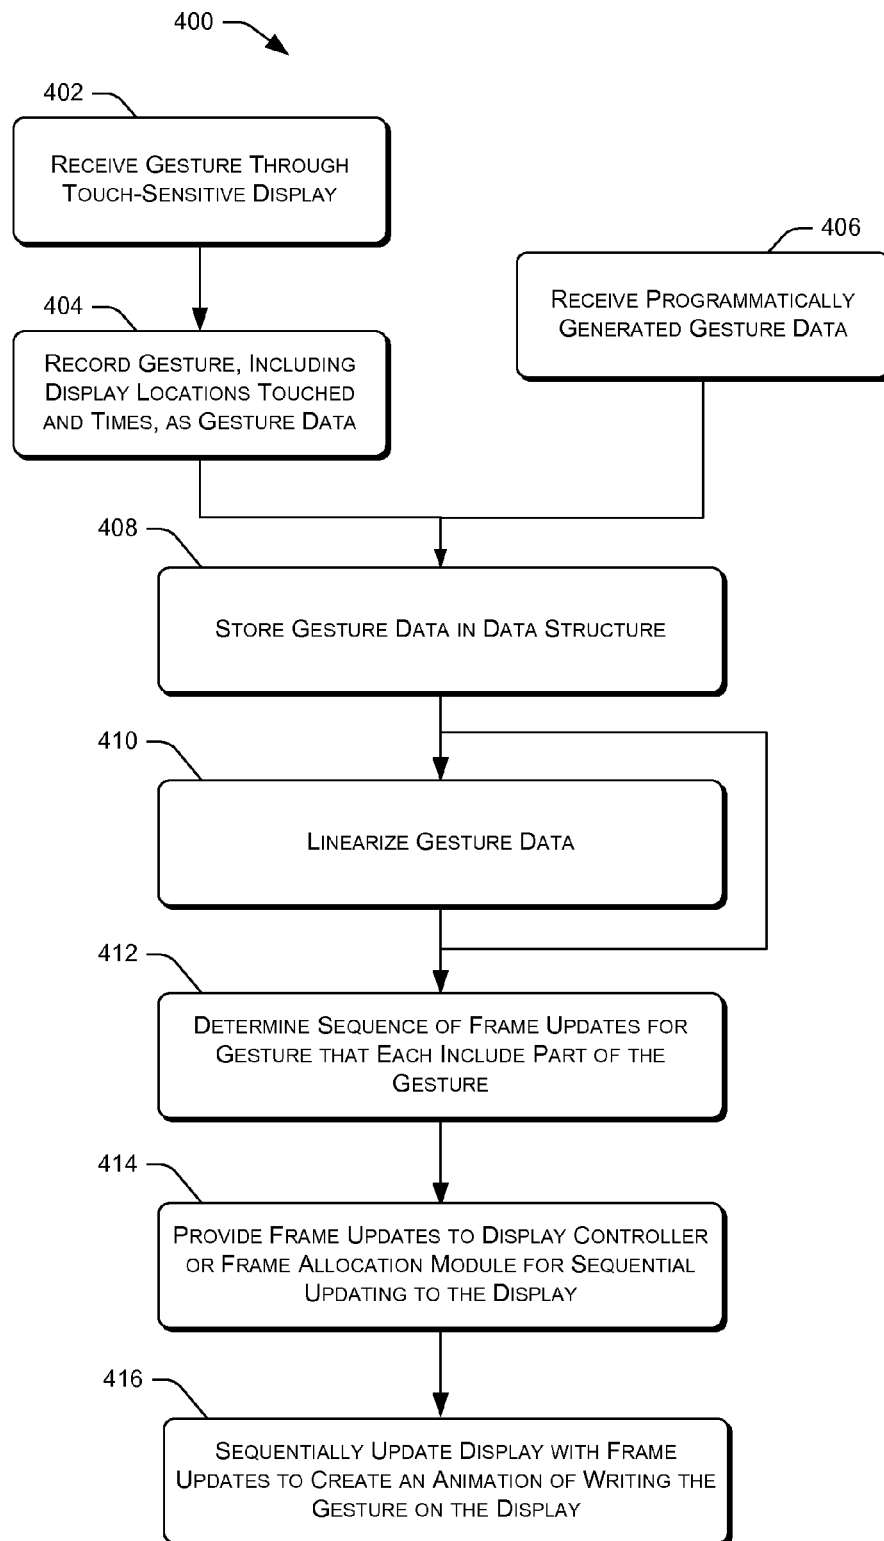 400
402
RECEIVE GESTURE THROUGH
TOUCH-SENSITIVE DISPLAY
406
RECEIVE PROGRAMMATICALLY
GENERATED GESTURE DATA
404
RECORD GESTURE, INCLUDING
DISPLAY LOCATIONS TOUCHED
AND TIMES, AS GESTURE DATA
408
STORE GESTURE DATA IN DATA STRUCTURE
410
LINEARIZE GESTURE DATA
412
DETERMINE SEQUENCE OF FRAME UPDATES FOR
GESTURE THAT EACH INCLUDE PART OF THE
GESTURE
414
PROVIDE FRAME UPDATES TO DISPLAY CONTROLLER
OR FRAME ALLOCATION MODULE FOR SEQUENTIAL
UPDATING TO THE DISPLAY
416
SEQUENTIALLY UPDATE DISPLAY WITH FRAME
UPDATES TO CREATE AN ANIMATION OF WRITING THE
GESTURE ON THE DISPLAY